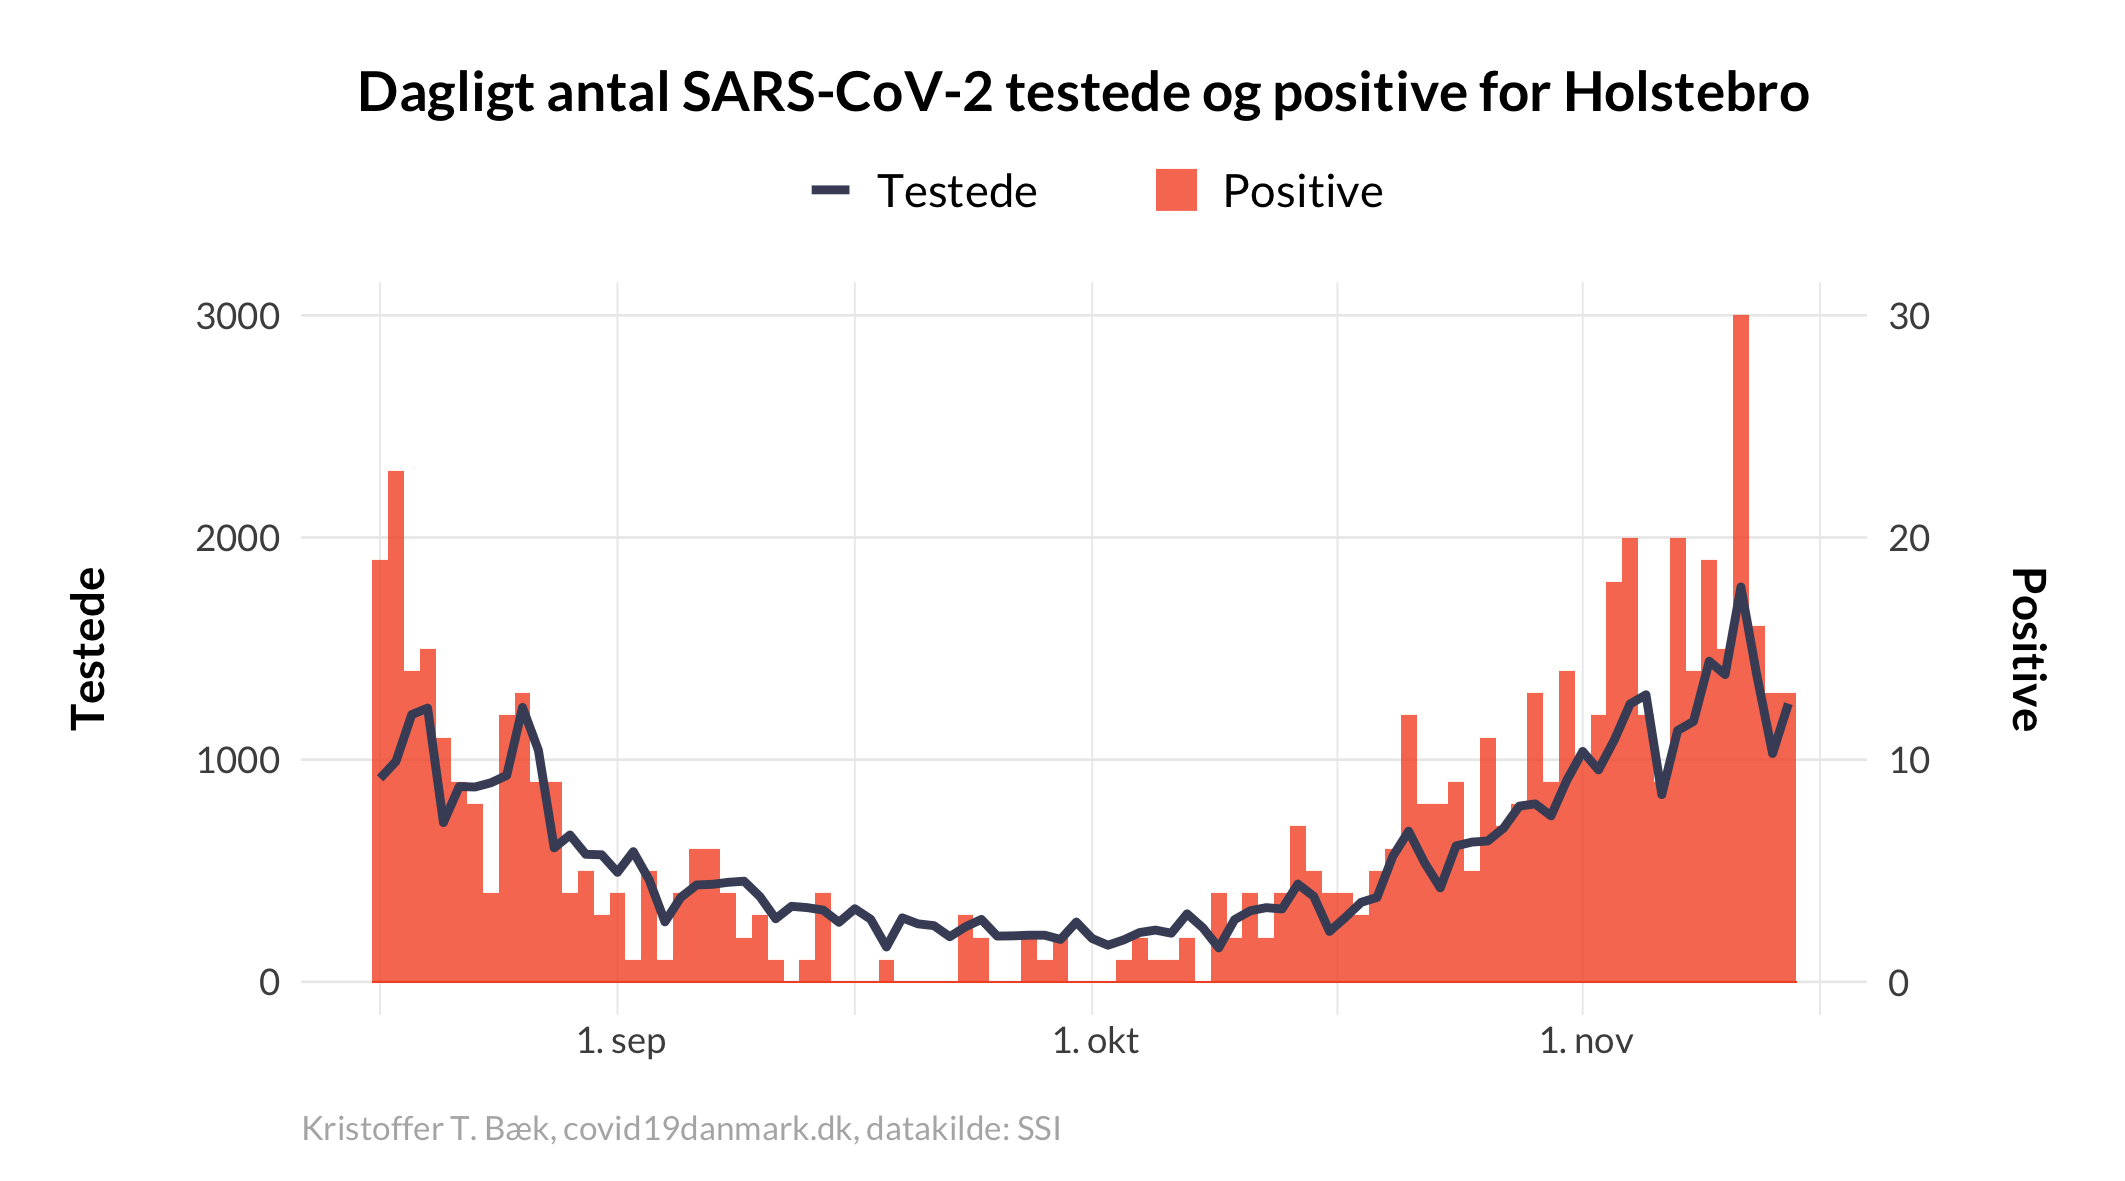 Dagligt antal SARS-CoV-2 testede og positive for Holstebro
Testede
Positive
3000
2000
1000
0
30
20
10
0
Testede
Positive
1. sep
1. okt
1. nov
Kristoffer T. Bæk, covid19danmark.dk, datakilde: SSI